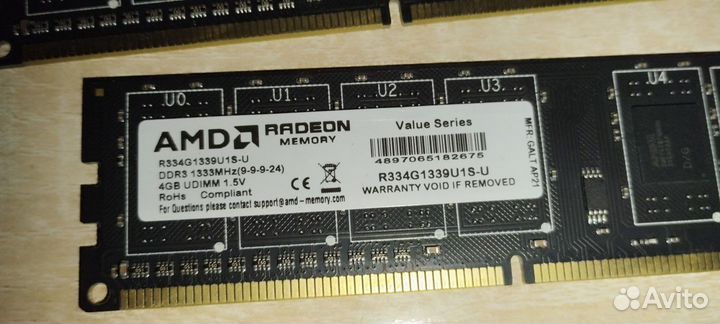 U0
U1
U2
U3
U4
AMD RADEON
MEMORY
Value Series
R334G1339U1S-U
DDR3 1333MHz(9-9-9-24)
4GB UDIMM 1.5V
RoHs Compliant
For Questions please contact support@amd-memory.com
4897065182675
R334G1339U1S-U
WARRANTY VOID IF REMOVED
MFR: GALT AP21
Avito